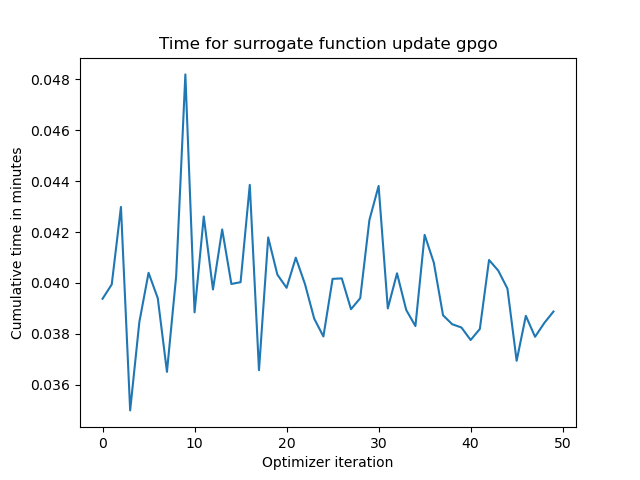 Time for surrogate function update gpgo
0.048
0.046
0.044
0.042
0.040
0.038
0.036
Cumulative time in minutes
0 10 20 30 40 50
Optimizer iteration